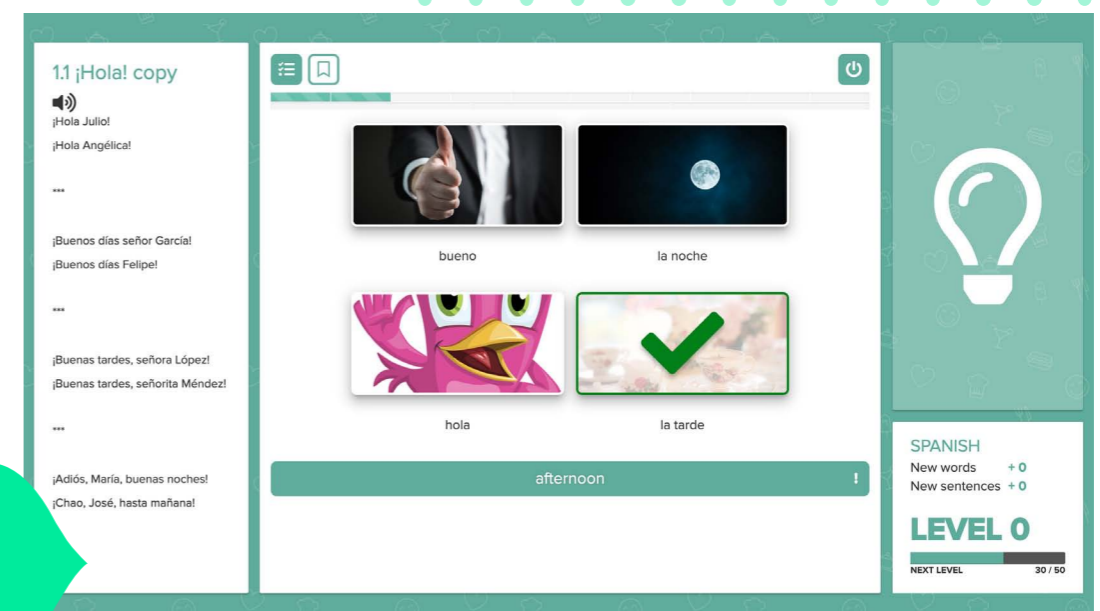 1.1 ¡Hola! copy
¡Hola Julio!
¡Hola Angélica!
---
¡Buenos días señor García!
¡Buenos días Felipe!
---
¡Buenas tardes, señora López!
¡Buenas tardes, señorita Méndez!
---
¡Adiós, María, buenas noches!
¡Chao, José, hasta mañana!
bueno
la noche
hola
la tarde
afternoon !
SPANISH
New words + 0
New sentences + 0
LEVEL 0
NEXT LEVEL 30 / 50